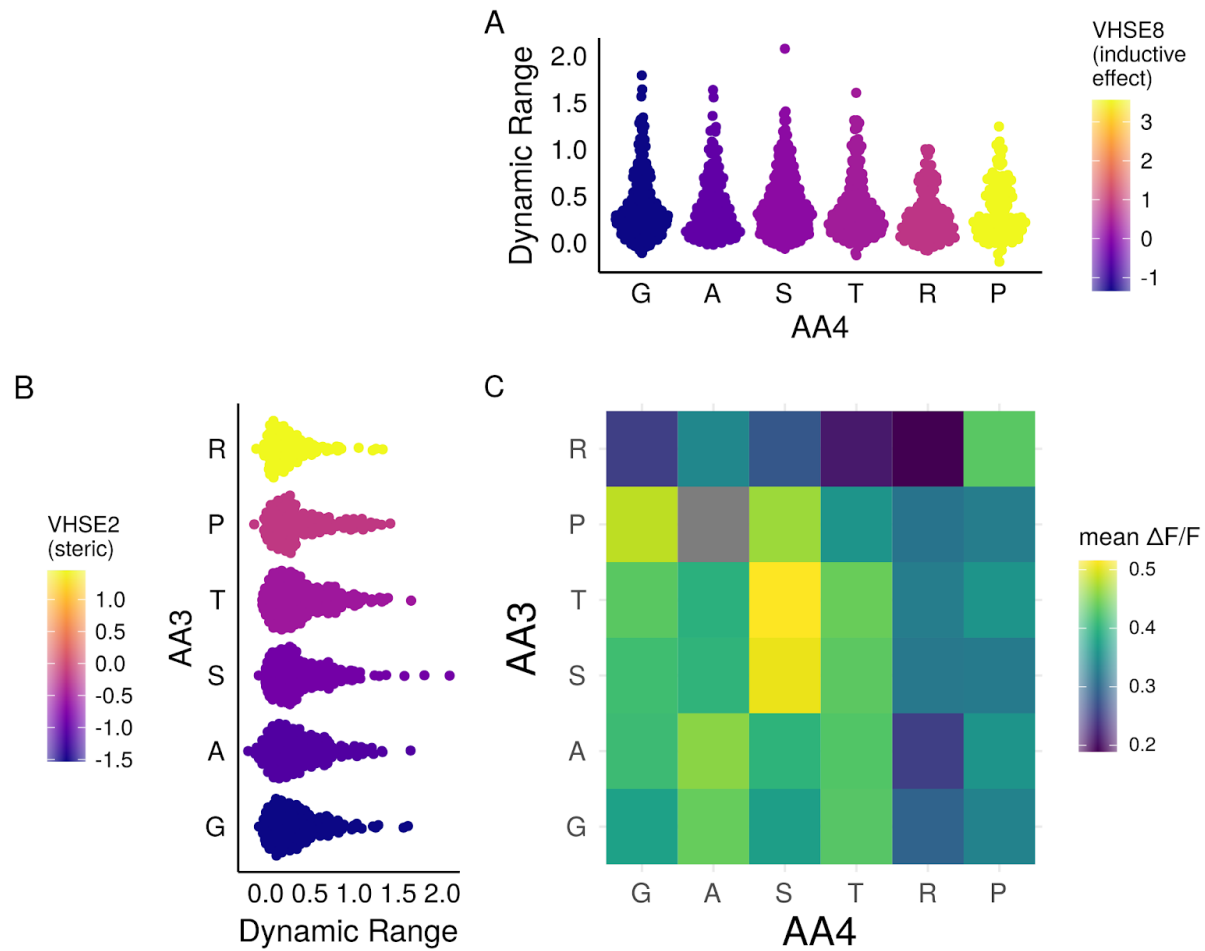 A
Dynamic Range
2.0
1.5
1.0
0.5
0.0
G A S T R P
AA4
VHSE8
(inductive
effect)
3
2
1
0
-1
B
VHSE2
(steric)
1.0
0.5
0.0
-0.5
-1.0
-1.5
AA3
R
P
T
S
A
G
0.0 0.5 1.0 1.5 2.0
Dynamic Range
C
AA3
R
P
T
S
A
G
G A S T R P
AA4
mean ΔF/F
0.5
0.4
0.3
0.2